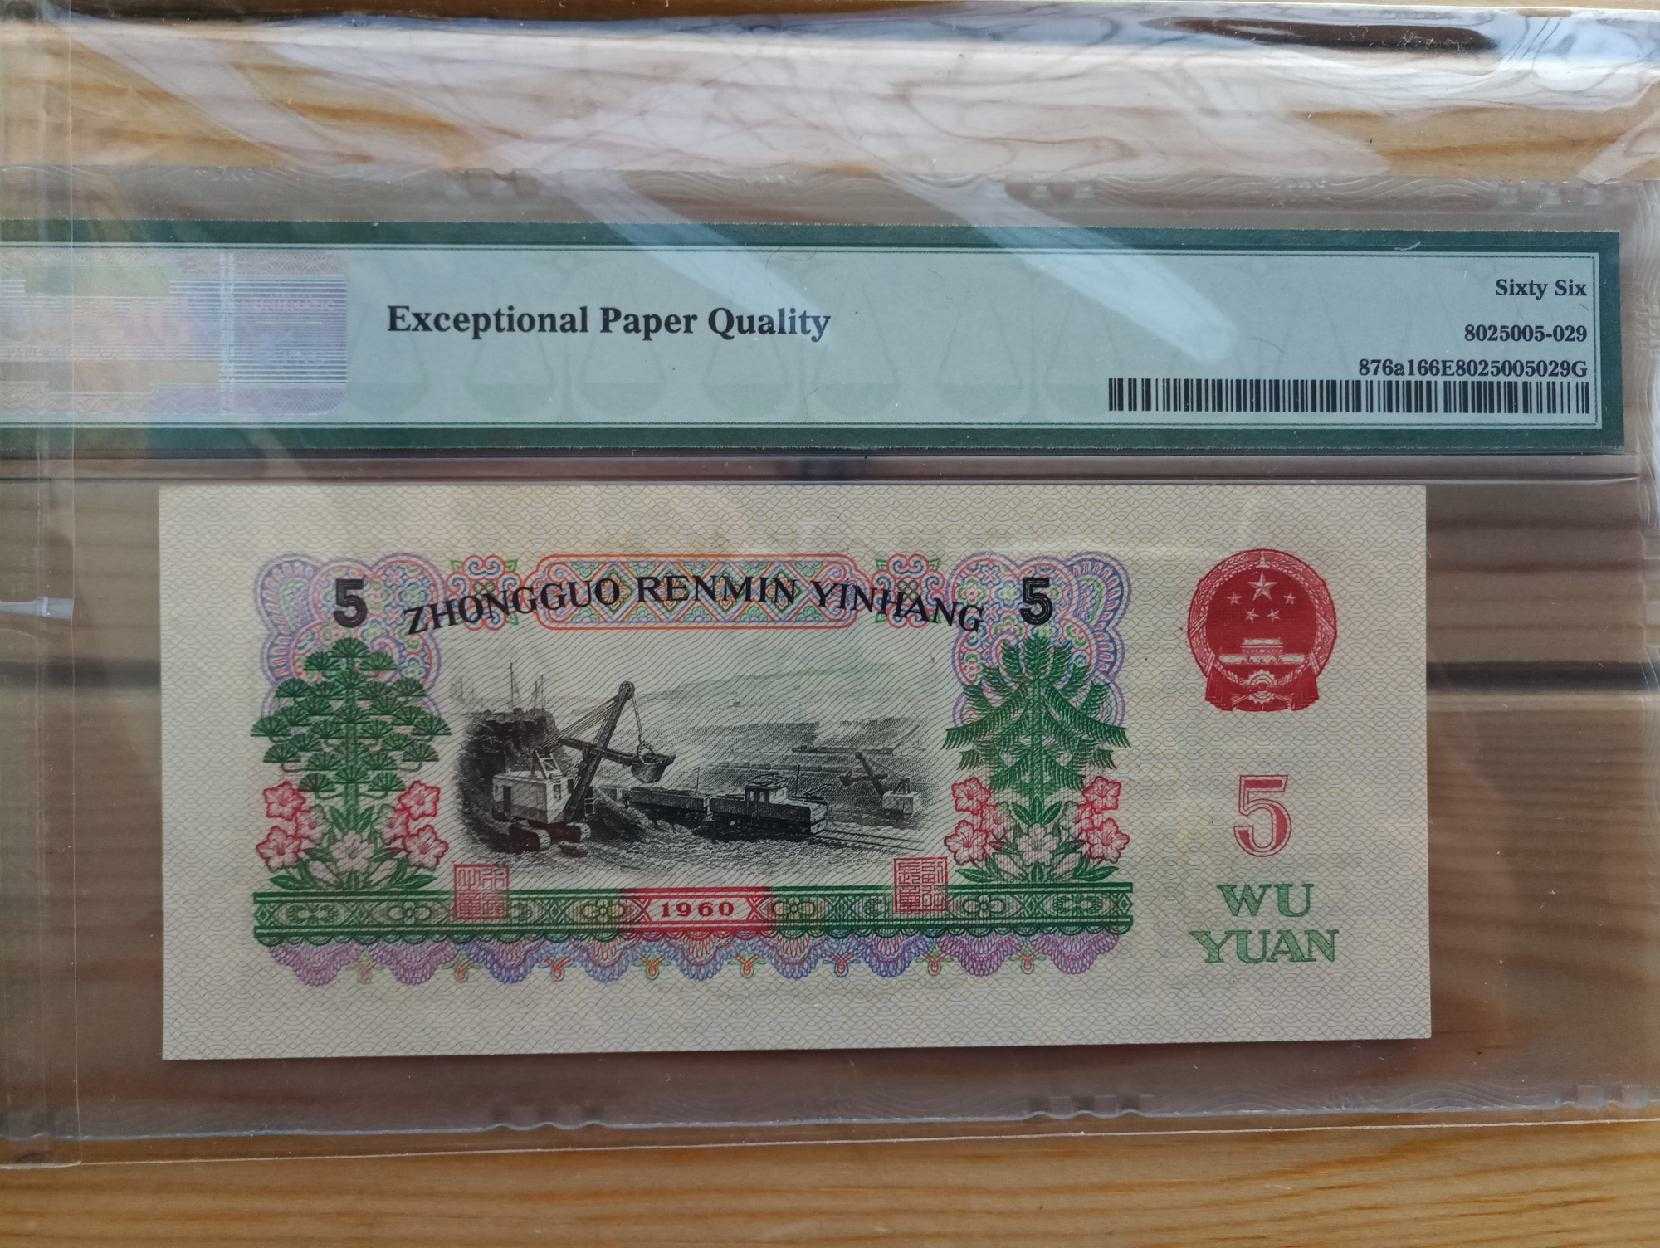 Exceptional Paper Quality
Sixty Six
8025005-029
876a166E8025005029G
5 ZHONGGUO RENMIN YINHANG 5
5
WU
YUAN
1960